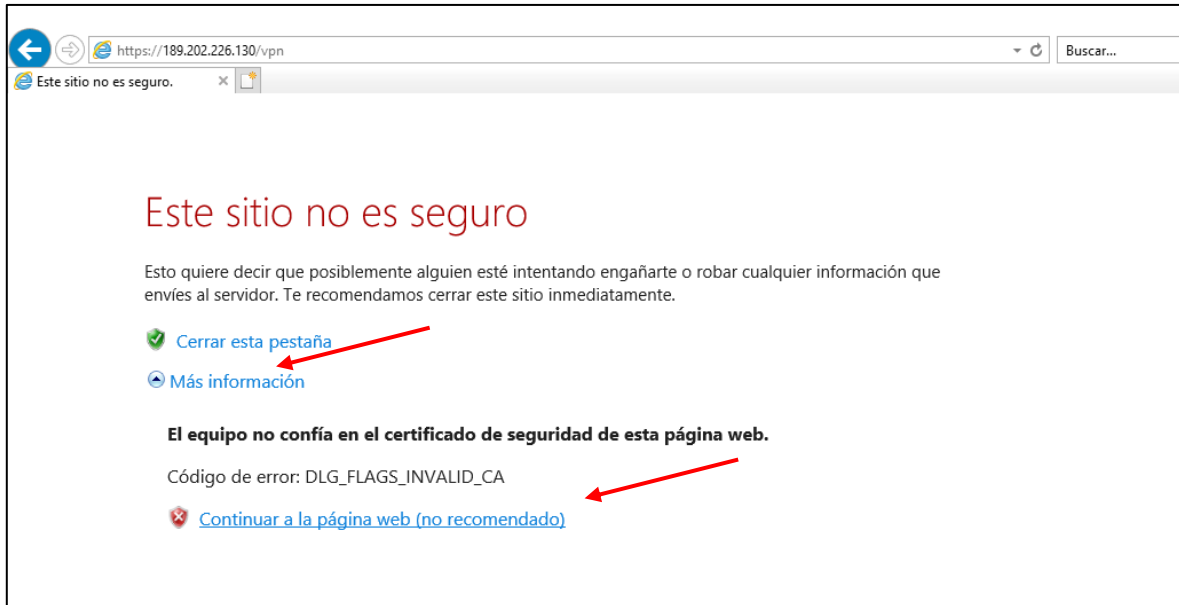 https://189.202.226.130/vpn
Buscar...
Este sitio no es seguro.
Este sitio no es seguro
Esto quiere decir que posiblemente alguien esté intentando engañarte o robar cualquier información que
envíes al servidor. Te recomendamos cerrar este sitio inmediatamente.
Cerrar esta pestaña
Más información
El equipo no confía en el certificado de seguridad de esta página web.
Código de error: DLG_FLAGS_INVALID_CA
Continuar a la página web (no recomendado)